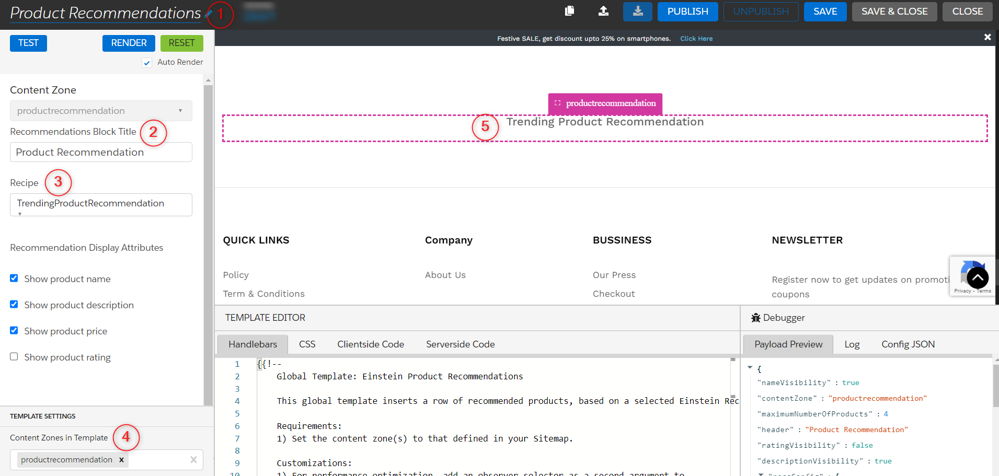 Product Recommendations
1
PUBLISH
UNPUBLISH
SAVE
SAVE & CLOSE
CLOSE
TEST
RENDER
RESET
Auto Render
Festive SALE, get discount upto 25% on smartphones. Click Here
Content Zone
productrecommendation
Recommendations Block Title
2
Product Recommendation
Recipe
3
TrendingProductRecommendation
Recommendation Display Attributes
Show product name
Show product description
Show product price
Show product rating
TEMPLATE SETTINGS
Content Zones in Template
4
productrecommendation x
productrecommendation
5
Trending Product Recommendation
QUICK LINKS
Policy
Term & Conditions
Company
About Us
BUSSINESS
Our Press
Checkout
NEWSLETTER
Register now to get updates on promoti
coupons
Privacy - Terms
TEMPLATE EDITOR
Handlebars
CSS
Clientside Code
Serverside Code
1 {{!--
2 Global Template: Einstein Product Recommendations
3
4 This global template inserts a row of recommended products, based on a selected Einstein Rec
5
6 Requirements:
7 1) Set the content zone(s) to that defined in your Sitemap.
8
9 Customizations:
10 1) For performance optimization, add an observer selector as a second argument to
Debugger
Payload Preview
Log
Config JSON
{
"nameVisibility" : true
"contentZone" : "productrecommendation"
"maximumNumberOfProducts" : 4
"header" : "Product Recommendation"
"ratingVisibility" : false
"descriptionVisibility" : true